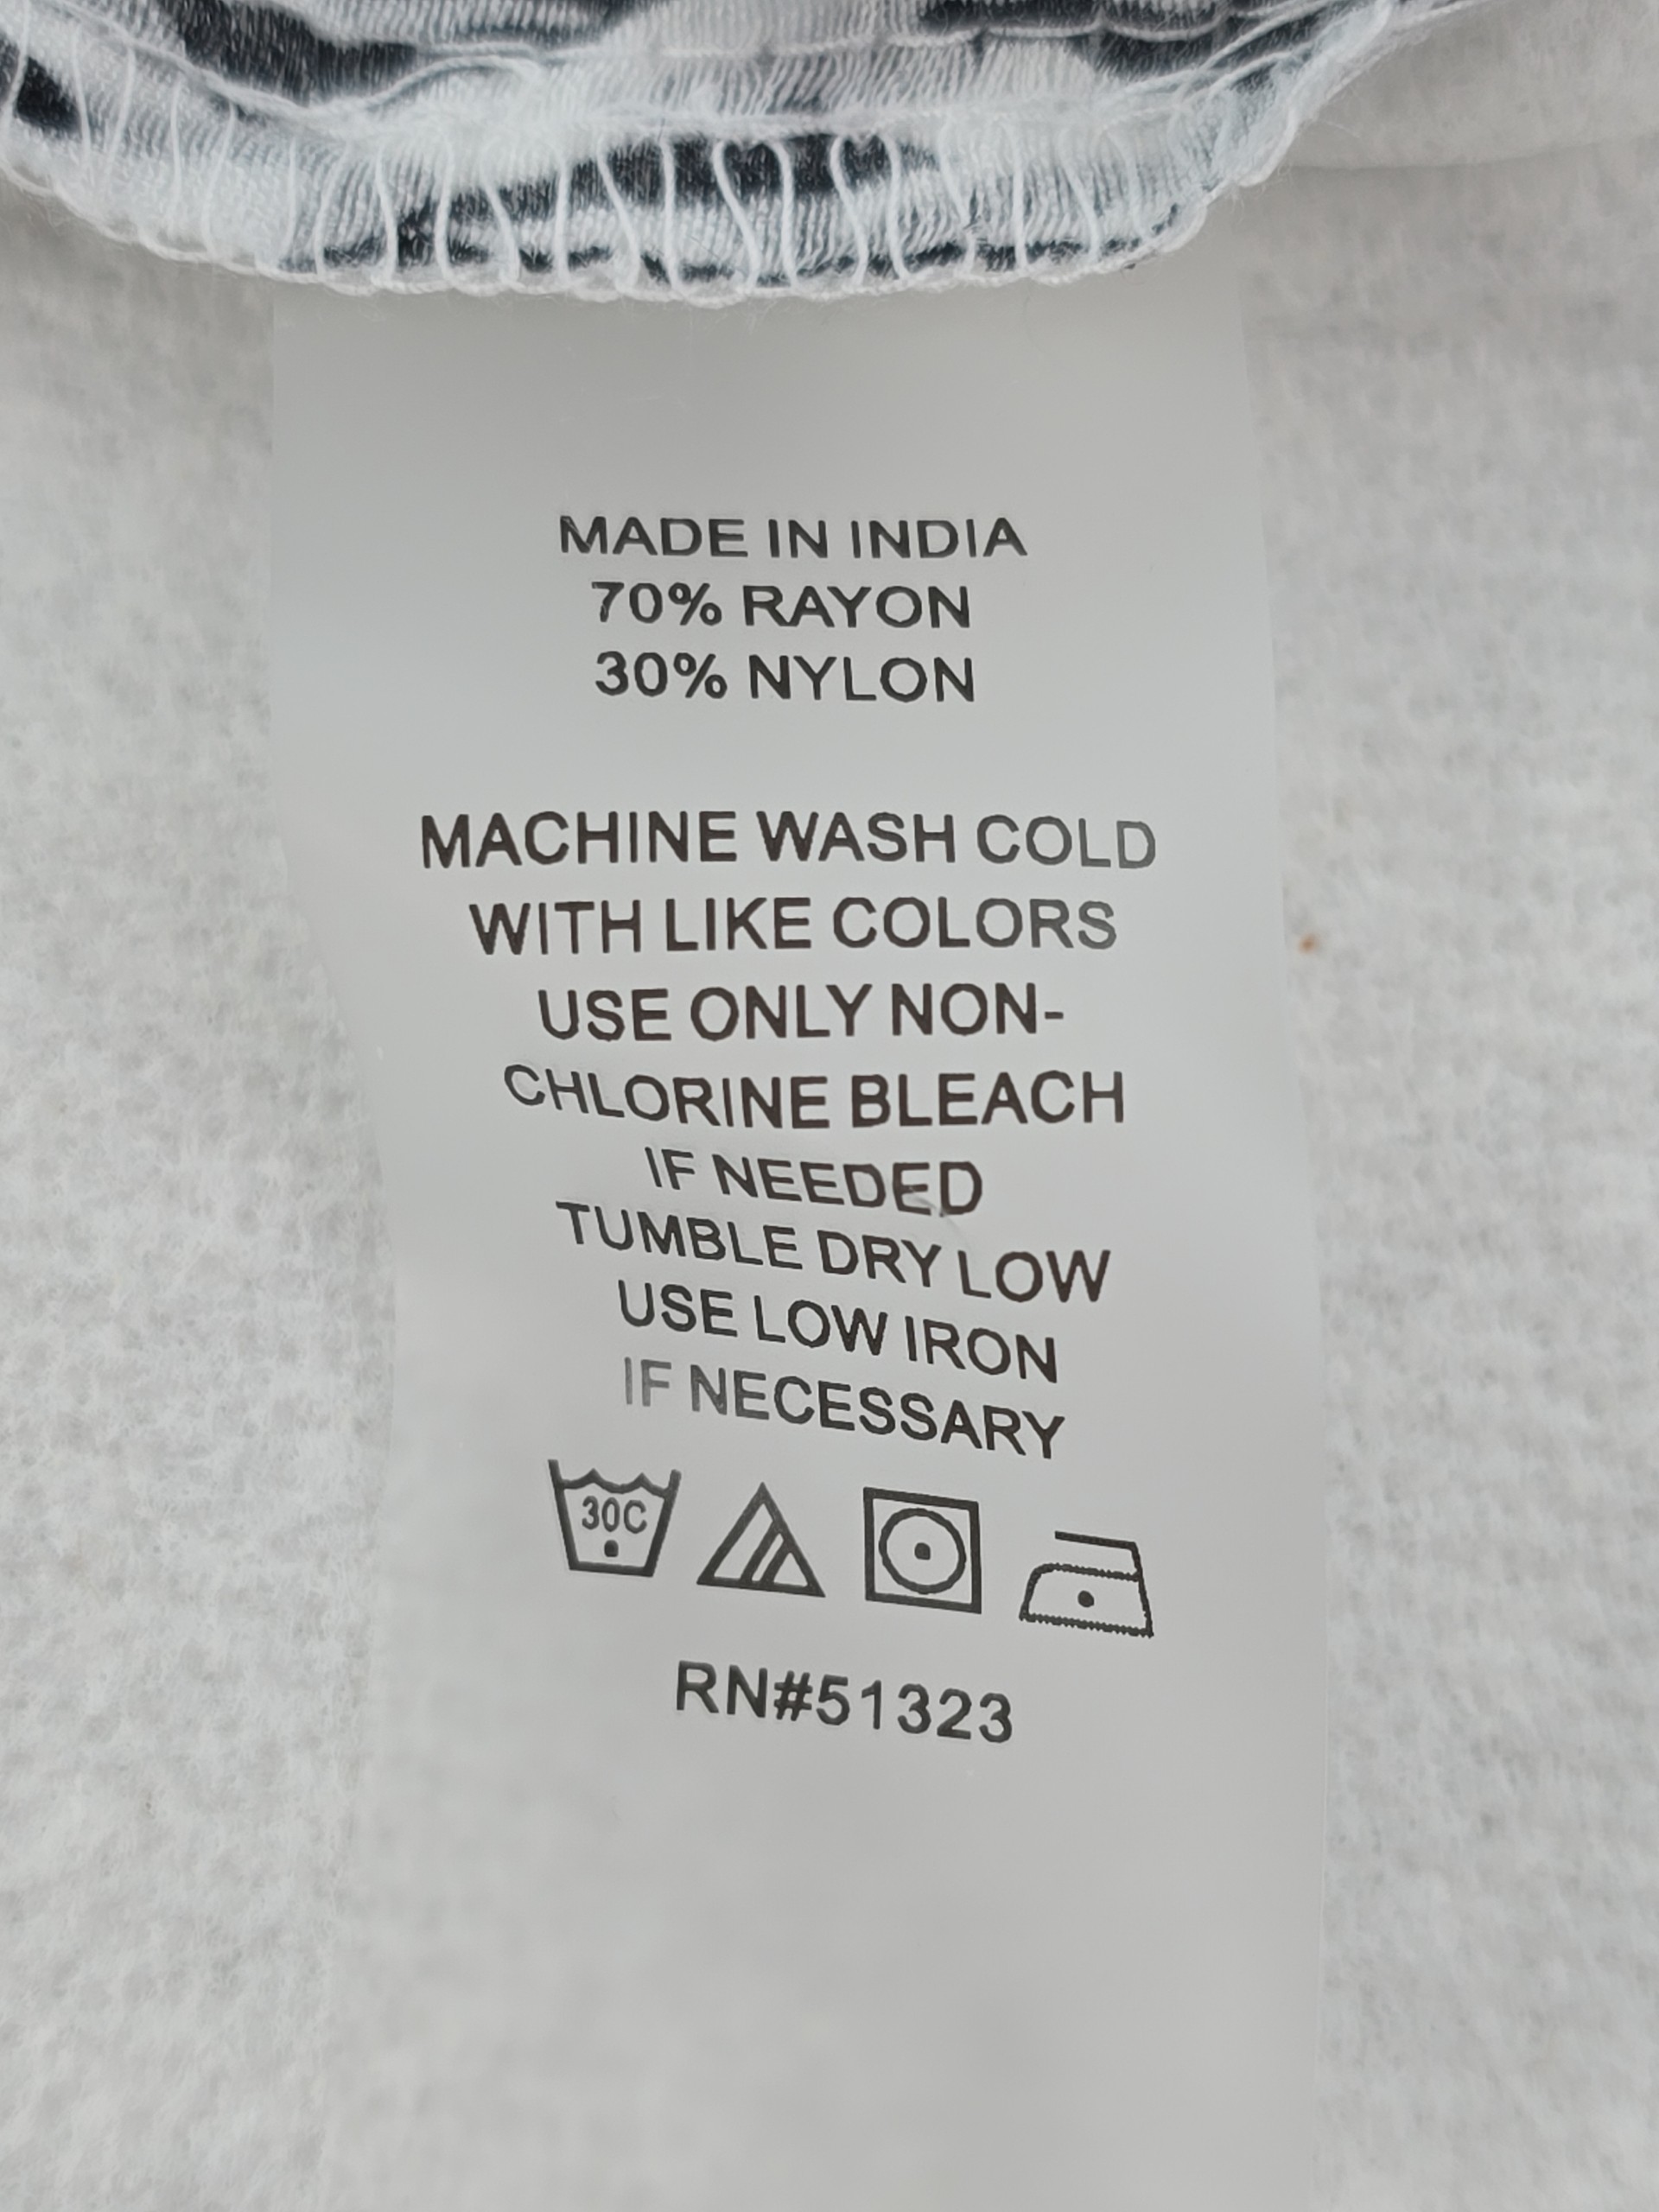 MADE IN INDIA
70% RAYON
30% NYLON
MACHINE WASH COLD
WITH LIKE COLORS
USE ONLY NON-
CHLORINE BLEACH
IF NEEDED
TUMBLE DRY LOW
USE LOW IRON
IF NECESSARY
30C
RN#51323